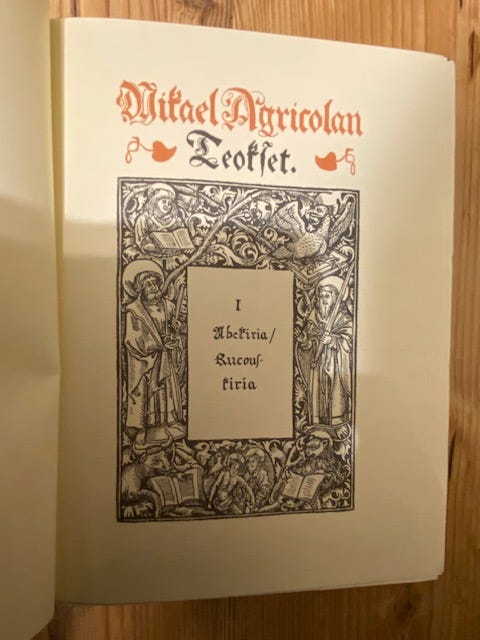 Mikael Agricolan
Teokſet.
I
Abckiria/
Rucouſ-
kiria